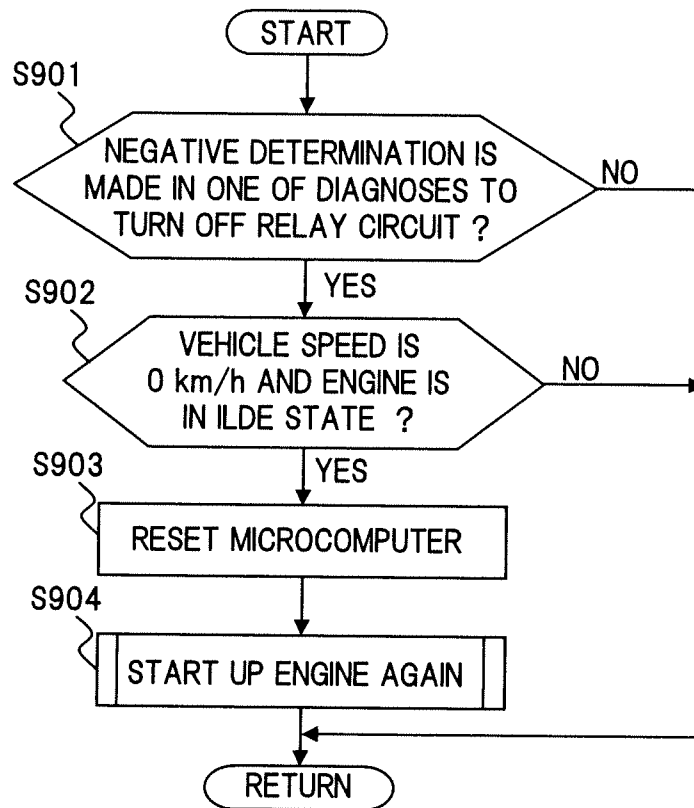 START
S901
NEGATIVE DETERMINATION IS
MADE IN ONE OF DIAGNOSES TO
TURN OFF RELAY CIRCUIT ?
NO
YES
S902
VEHICLE SPEED IS
0 km/h AND ENGINE IS
IN ILDE STATE ?
NO
YES
S903
RESET MICROCOMPUTER
S904
START UP ENGINE AGAIN
RETURN